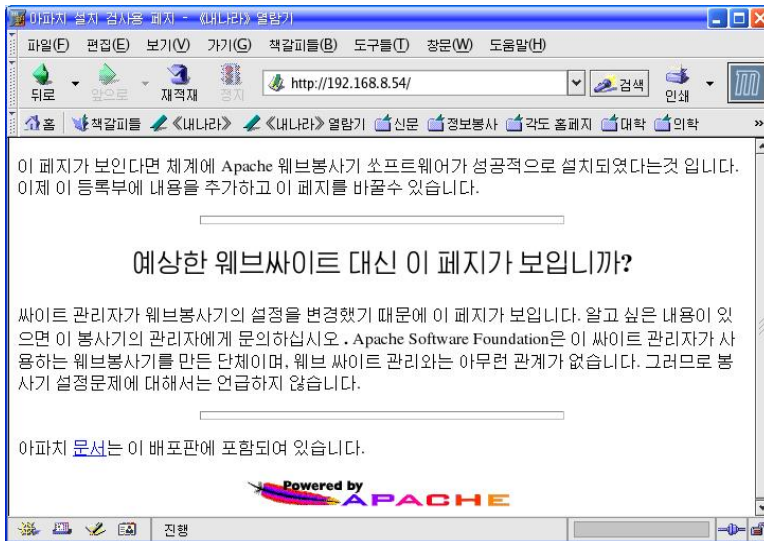 아파치 설치 검사용 페지 - 《내나라》 열람기
파일(F) 편집(E) 보기(V) 가기(G) 책갈피들(B) 도구들(T) 창문(W) 도움말(H)
뒤로 앞으로 재적재 정지 http://192.168.8.54/ 검색 인쇄
홈 책갈피들 《내나라》 《내나라》 열람기 신문 정보봉사 각도 홈페지 대학 의학 »
이 페지가 보인다면 체계에 Apache 웨브봉사기 쏘프트웨어가 성공적으로 설치되였다는것 입니다.
이제 이 등록부에 내용을 추가하고 이 페지를 바꿀수 있습니다.
예상한 웨브싸이트 대신 이 페지가 보입니까?
싸이트 관리자가 웨브봉사기의 설정을 변경했기 때문에 이 페지가 보입니다. 알고 싶은 내용이 있
으면 이 봉사기의 관리자에게 문의하십시오 . Apache Software Foundation은 이 싸이트 관리자가 사
용하는 웨브봉사기를 만든 단체이며, 웨브 싸이트 관리와는 아무런 관계가 없습니다. 그러므로 봉
사기 설정문제에 대해서는 언급하지 않습니다.
아파치 문서는 이 배포판에 포함되여 있습니다.
Powered by
APACHE
진행